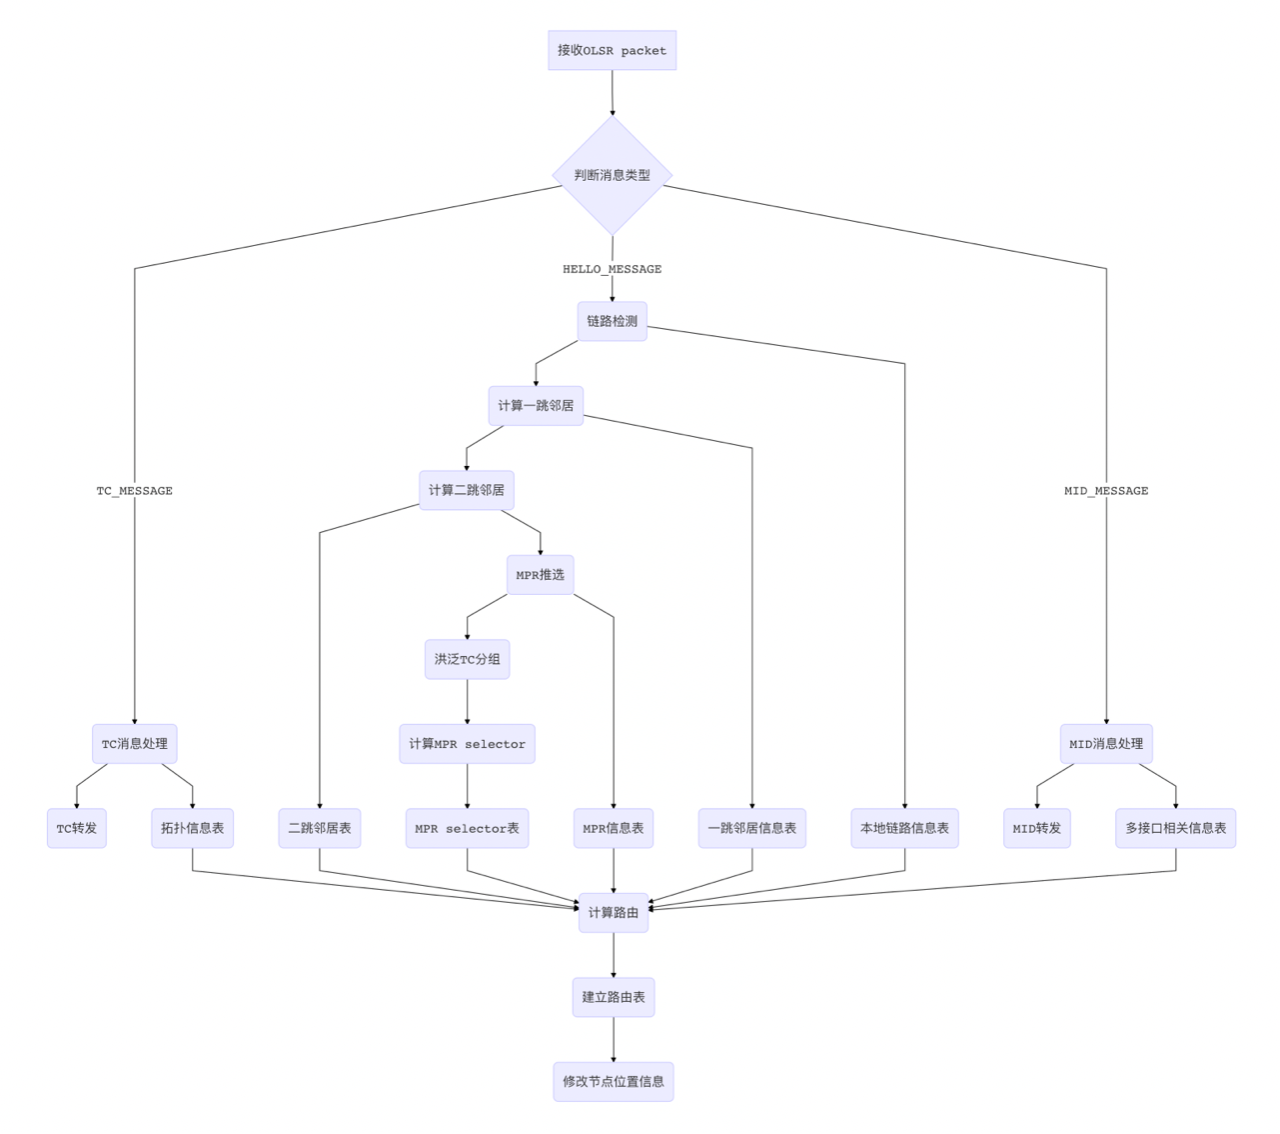 接收OLSR packet
判断消息类型
HELLO_MESSAGE
链路检测
计算一跳邻居
计算二跳邻居
TC_MESSAGE
MID_MESSAGE
MPR推选
洪泛TC分组
TC消息处理
计算MPR selector
MID消息处理
TC转发
拓扑信息表
二跳邻居表
MPR selector表
MPR信息表
一跳邻居信息表
本地链路信息表
MID转发
多接口相关信息表
计算路由
建立路由表
修改节点位置信息